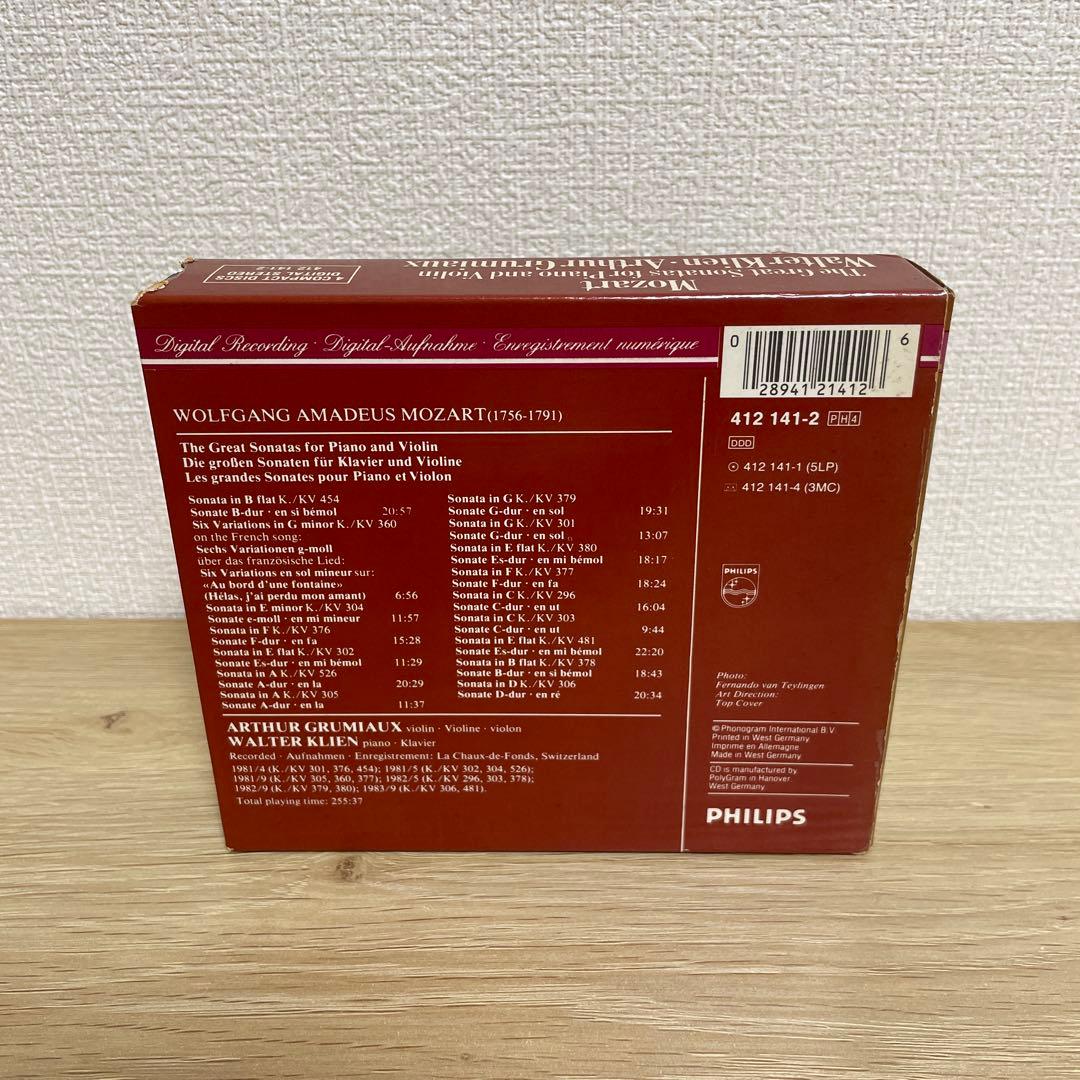 Mozart
The Great Sonatas for Piano and Violin
Walter Klien · Arthur Grumiaux
4 COMPACT DISCS
DIGITAL STEREO
412 141-2
Digital Recording · Digital-Aufnahme · Enregistrement numérique
0 28941 21412 6
WOLFGANG AMADEUS MOZART (1756-1791)
The Great Sonatas for Piano and Violin
Die großen Sonaten für Klavier und Violine
Les grandes Sonates pour Piano et Violon
Sonata in B flat K./KV 454
Sonate B-dur · en si bémol 20:57
Six Variations in G minor K./KV 360
on the French song:
Sechs Variationen g-moll
über das französische Lied:
Six Variations en sol mineur sur:
«Au bord d'une fontaine»
(Hélas, j'ai perdu mon amant) 6:56
Sonata in E minor K./KV 304
Sonate e-moll · en mi mineur 11:57
Sonata in F K./KV 376
Sonate F-dur · en fa 15:28
Sonata in E flat K./KV 302
Sonate Es-dur · en mi bémol 11:29
Sonata in A K./KV 526
Sonate A-dur · en la 20:29
Sonata in A K./KV 305
Sonate A-dur · en la 11:37
Sonata in G K./KV 379
Sonate G-dur · en sol 19:31
Sonata in G K./KV 301
Sonate G-dur · en sol 13:07
Sonata in E flat K./KV 380
Sonate Es-dur · en mi bémol 18:17
Sonata in F K./KV 377
Sonate F-dur · en fa 18:24
Sonata in C K./KV 296
Sonate C-dur · en ut 16:04
Sonata in C K./KV 303
Sonate C-dur · en ut 9:44
Sonata in E flat K./KV 481
Sonate Es-dur · en mi bémol 22:20
Sonata in B flat K./KV 378
Sonate B-dur · en si bémol 18:43
Sonata in D K./KV 306
Sonate D-dur · en ré 20:34
ARTHUR GRUMIAUX violin · Violine · violon
WALTER KLIEN piano · Klavier
Recorded · Aufnahmen · Enregistrement: La Chaux-de-Fonds, Switzerland
1981/4 (K./KV 301, 376, 454); 1981/5 (K./KV 302, 304, 526);
1981/9 (K./KV 305, 360, 377); 1982/5 (K./KV 296, 303, 378);
1982/9 (K./KV 379, 380); 1983/9 (K./KV 306, 481).
Total playing time: 255:37
412 141-2 PH4
DDD
412 141-1 (5LP)
412 141-4 (3MC)
PHILIPS
Photo:
Fernando van Teylingen
Art Direction:
Top Cover
© Phonogram International B.V.
Printed in West Germany
Imprimé en Allemagne
Made in West Germany
CD is manufactured by
PolyGram in Hanover.
West Germany
PHILIPS